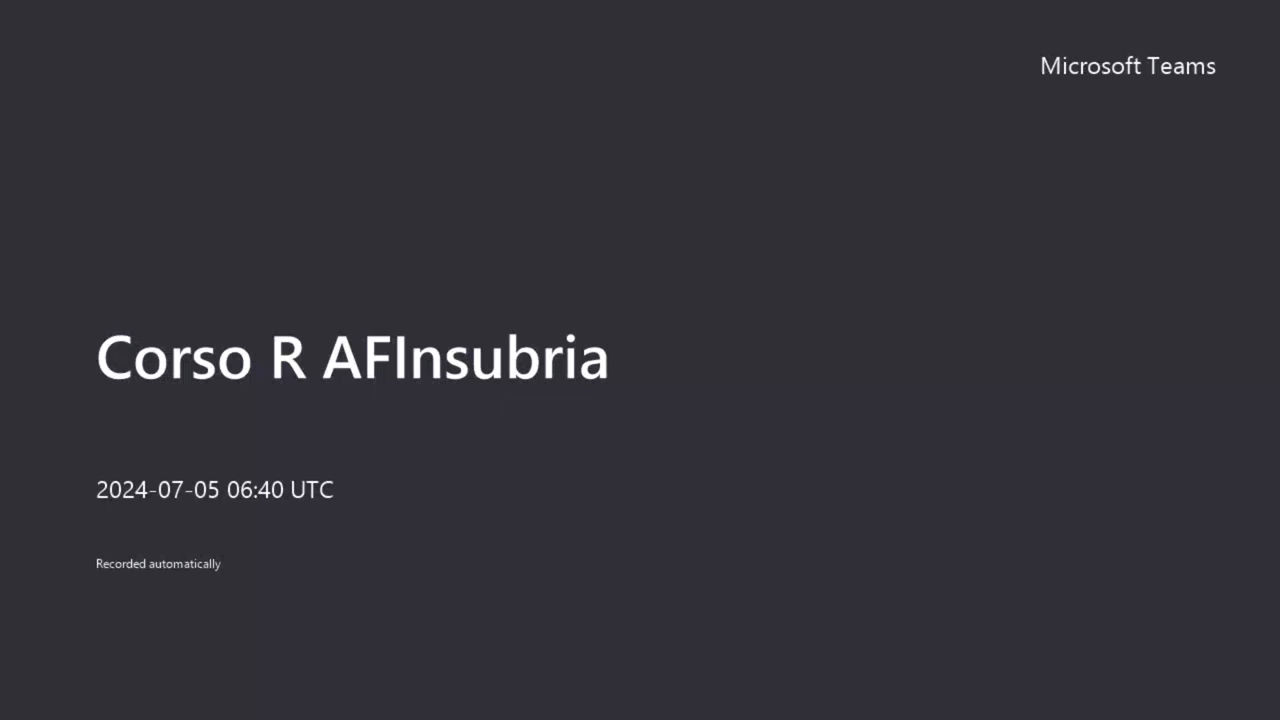 Microsoft Teams
Corso R AFInsubria
2024-07-05 06:40 UTC
Recorded automatically